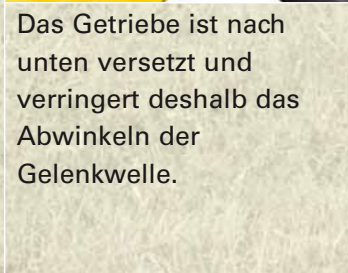 Das Getriebe ist nach
unten versetzt und
verringert deshalb das
Abwinkeln der
Gelenkwelle.